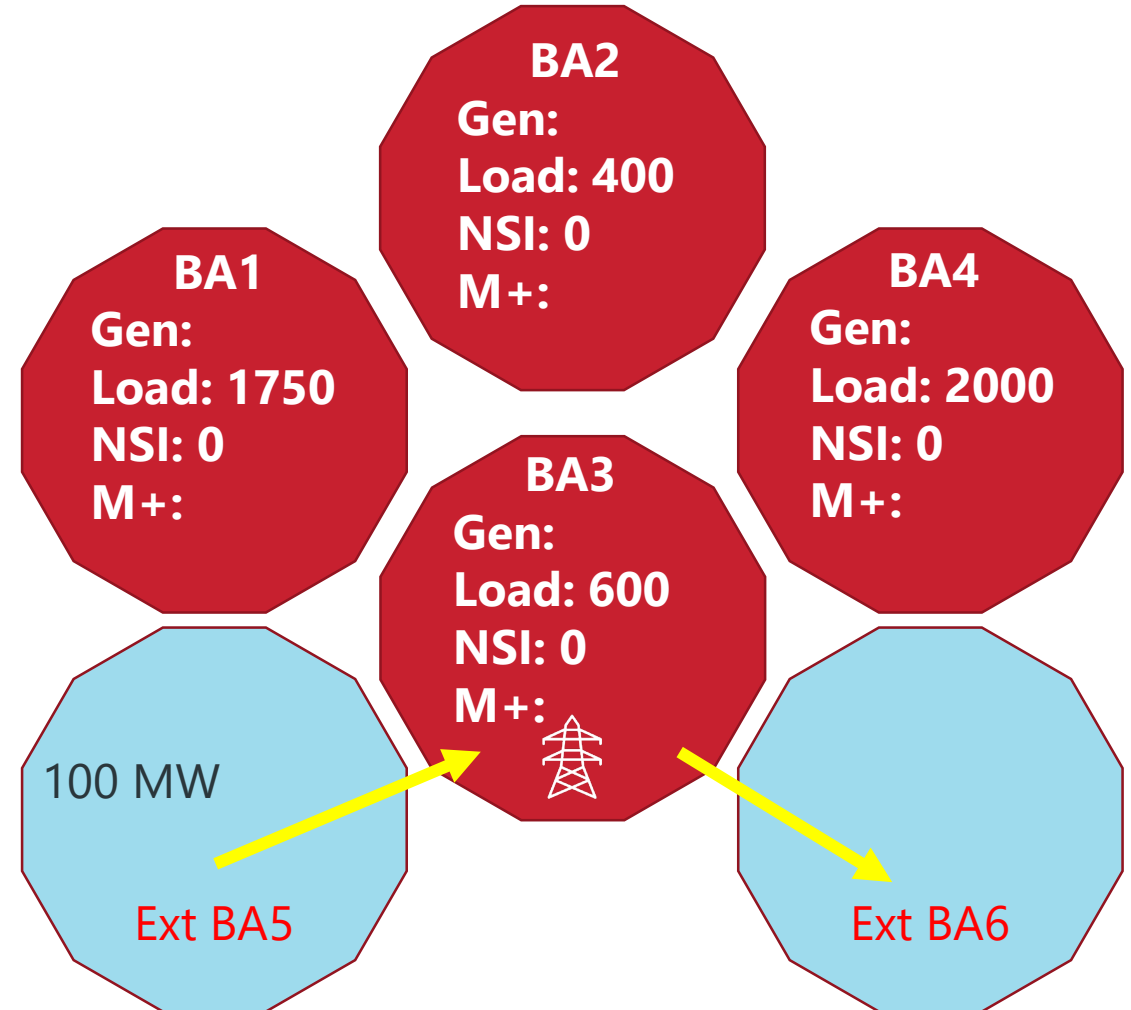 BA2
Gen:
Load: 400
NSI: 0
M+:
BA1
Gen:
Load: 1750
NSI: 0
M+:
BA4
Gen:
Load: 2000
NSI: 0
M+:
BA3
Gen:
Load: 600
NSI: 0
M+:
100 MW
Ext BA5
Ext BA6